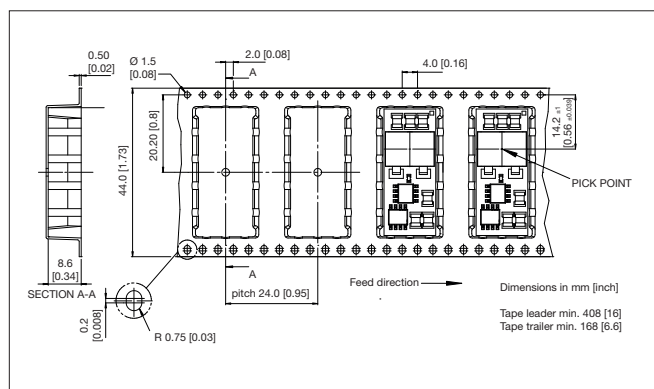 0.50
[0.02]
Ø 1.5
[0.08]
2.0 [0.08]
A
4.0 [0.16]
44.0 [1.73]
20.20 [0.8]
14.2 ±1
[0.56 ±0.039]
PICK POINT
8.6
[0.34]
SECTION A-A
A
pitch 24.0 [0.95]
Feed direction
0.2
[0.008]
R 0.75 [0.03]
Dimensions in mm [inch]
Tape leader min. 408 [16]
Tape trailer min. 168 [6.6]